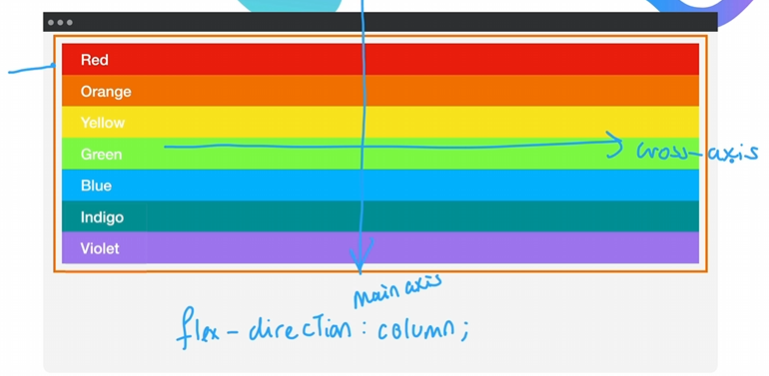 Red
Orange
Yellow
Green
cross-axis
Blue
Indigo
Violet
main axis
flex-direction: column;